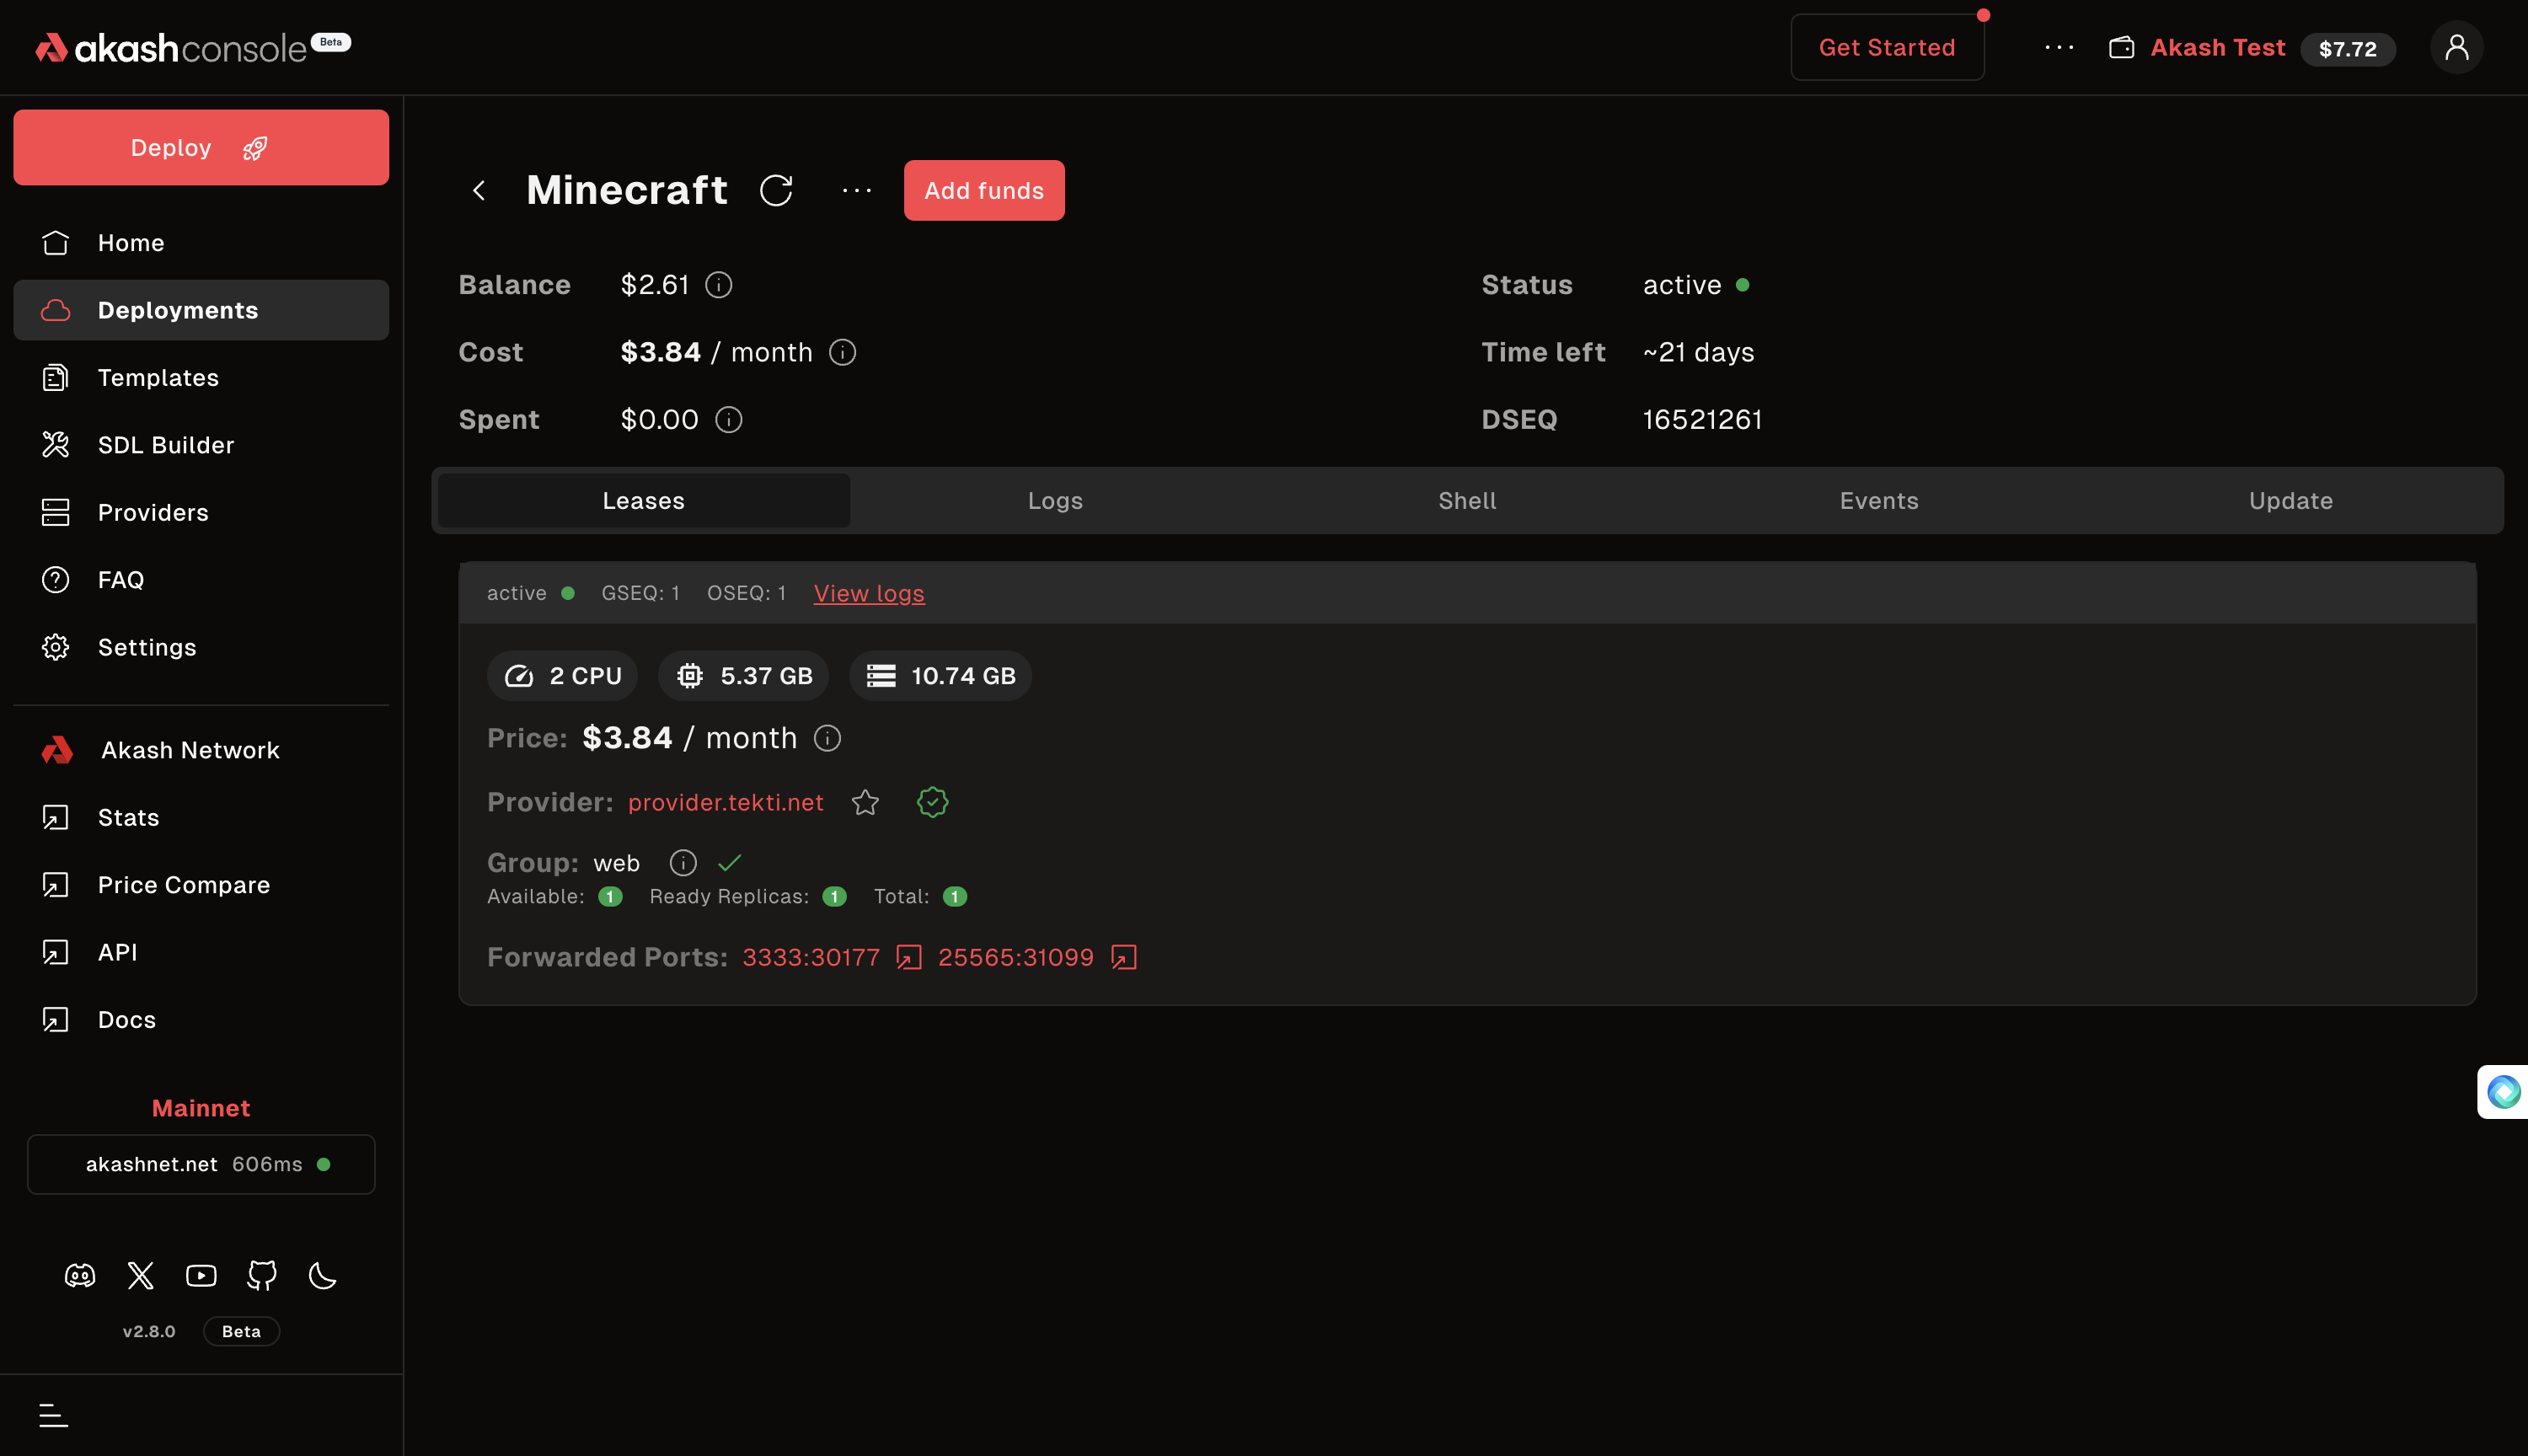 akashconsole Beta
Get Started
... Akash Test $7.72
Deploy
Home
Deployments
Templates
SDL Builder
Providers
FAQ
Settings
Akash Network
Stats
Price Compare
API
Docs
Mainnet
akashnet.net 606ms
v2.8.0 Beta
Minecraft ... Add funds
Balance $2.61
Status active
Cost $3.84 / month
Time left ~21 days
Spent $0.00
DSEQ 16521261
Leases Logs Shell Events Update
active GSEQ: 1 OSEQ: 1 View logs
2 CPU 5.37 GB 10.74 GB
Price: $3.84 / month
Provider: provider.tekti.net
Group: web
Available: 1 Ready Replicas: 1 Total: 1
Forwarded Ports: 3333:30177 25565:31099